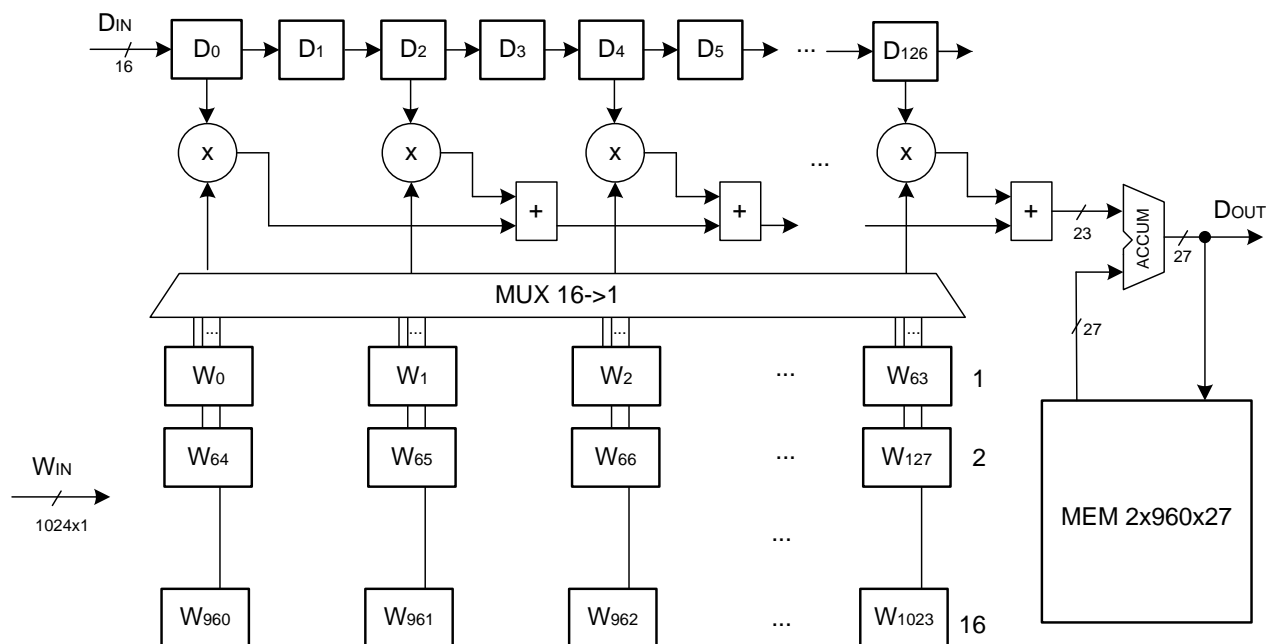 DIN
16
D0 D1 D2 D3 D4 D5 ... D126
x x x ... x
+ + +
23
ACCUM
27
DOUT
MUX 16->1
... ... ... ...
27
W0 W1 W2 ... W63 1
W64 W65 W66 ... W127 2
WIN
1024x1
...
MEM 2x960x27
W960 W961 W962 ... W1023 16